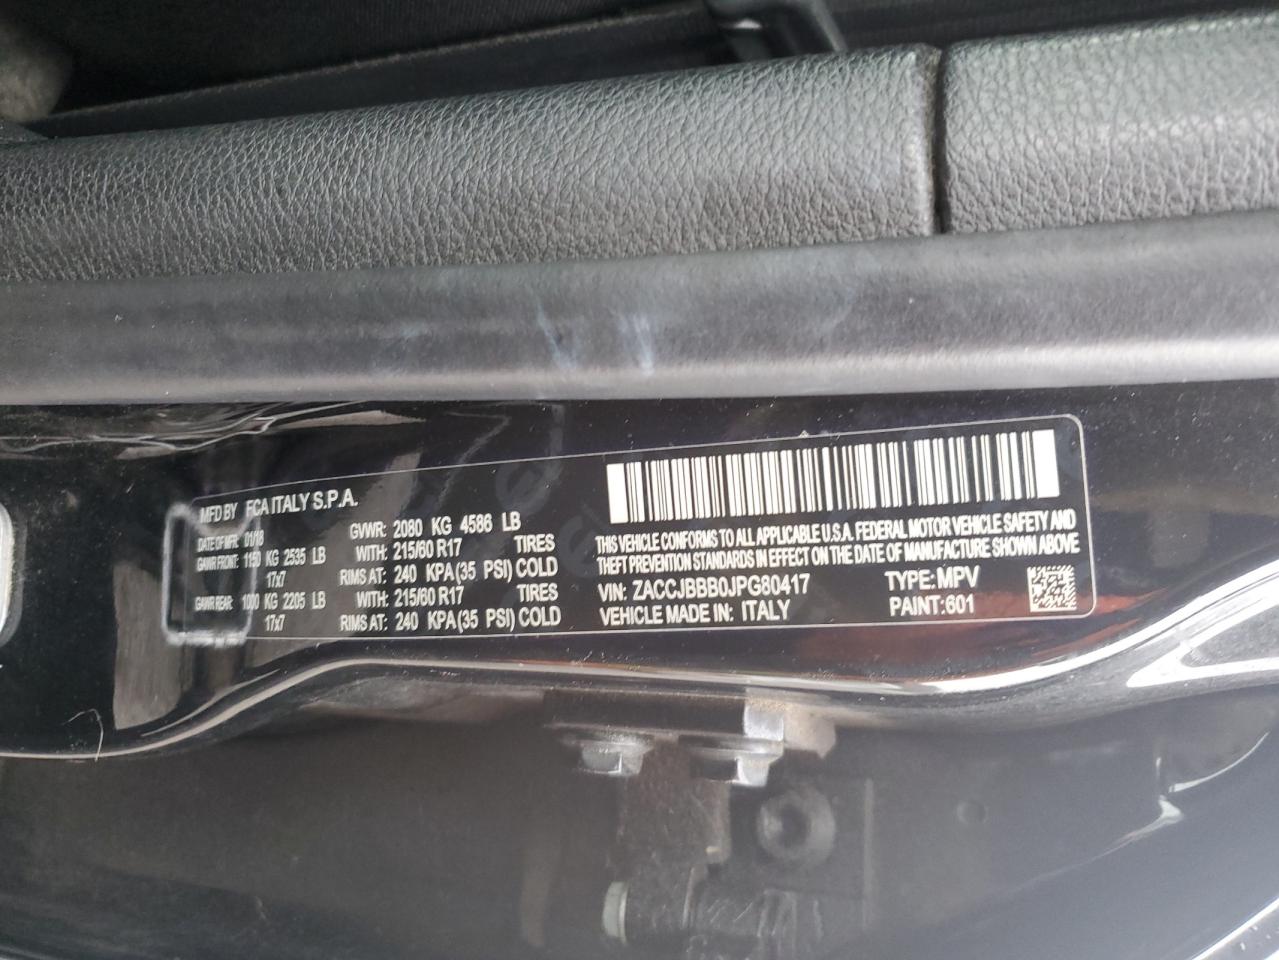 MFD BY FCA ITALY S.P.A.
DATE OF MFR 01/18 GVWR: 2080 KG 4586 LB
GAWR FRONT: 1150 KG 2535 LB WITH: 215/60 R17 TIRES
17x7 RIMS AT: 240 KPA(35 PSI) COLD
GAWR REAR: 1000 KG 2205 LB WITH: 215/60 R17 TIRES
17x7 RIMS AT: 240 KPA(35 PSI) COLD
THIS VEHICLE CONFORMS TO ALL APPLICABLE U.S.A. FEDERAL MOTOR VEHICLE SAFETY AND
THEFT PREVENTION STANDARDS IN EFFECT ON THE DATE OF MANUFACTURE SHOWN ABOVE
VIN: ZACCJBBB0JPG80417 TYPE: MPV
VEHICLE MADE IN: ITALY PAINT:601